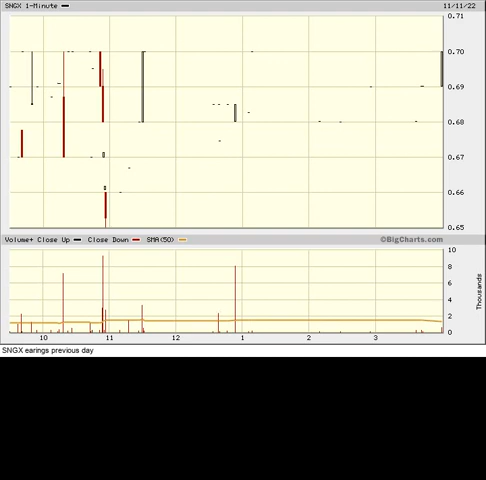 SNGX 1-Minute 11/11/22
0.71
0.70
0.69
0.68
0.67
0.66
0.65
Volume+ Close Up Close Down SMA(50) ©BigCharts.com
10
8
6
4
2
0
Thousands
10 11 12 1 2 3
SNGX earings previous day